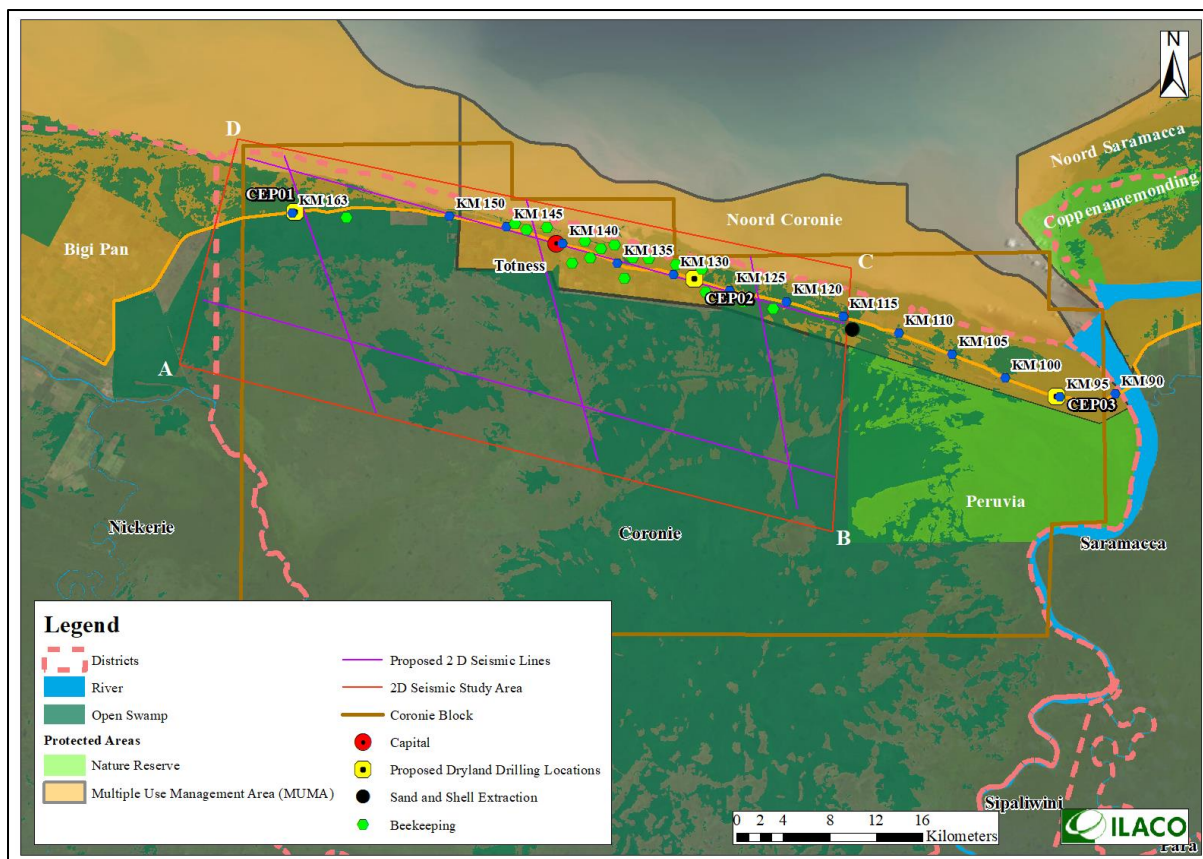 N
D
Noord Saramacca
Coppenamemonding
CEP01
KM 163
KM 150
KM 145
Noord Coronie
KM 140
Bigi Pan
KM 135
Totness
KM 130
C
KM 125
CEP02
KM 120
KM 115
KM 110
A
KM 105
KM 100
KM 95
KM 90
CEP03
Peruvia
Nickerie
Coronie
B
Saramacca
Legend
Districts
River
Open Swamp
Protected Areas
Nature Reserve
Multiple Use Management Area (MUMA)
Proposed 2 D Seismic Lines
2D Seismic Study Area
Coronie Block
Capital
Proposed Dryland Drilling Locations
Sand and Shell Extraction
Beekeeping
Sipaliwini
0 2 4 8 12 16
Kilometers
ILACO
Para